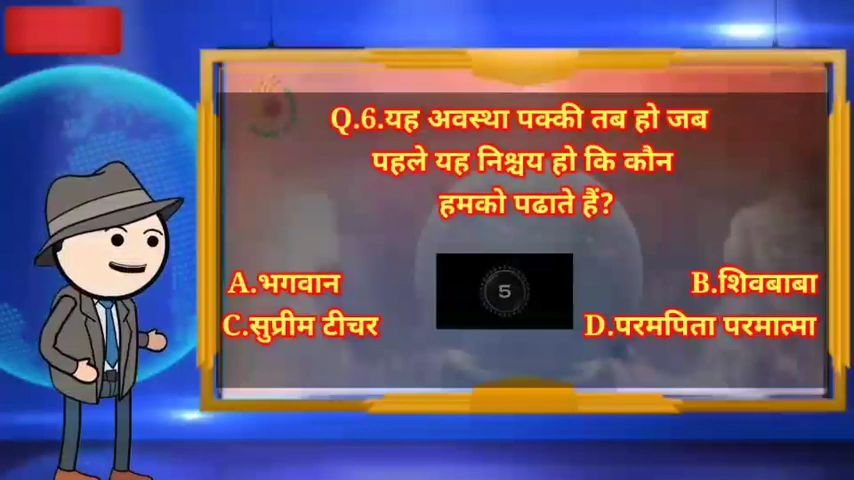 Q.6.यह अवस्था पक्की तब हो जब
पहले यह निश्चय हो कि कौन
हमको पढाते हैं?
A.भगवान
B.शिवबाबा
5
C.सुप्रीम टीचर
D.परमपिता परमात्मा